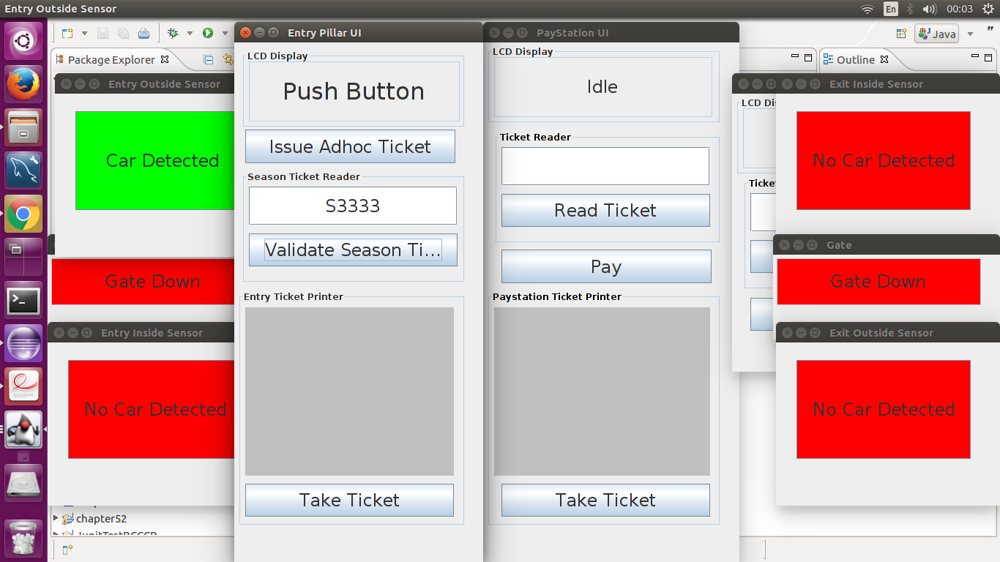 Entry Outside Sensor
En
00:03
Java
Package Explorer
Outline
Entry Outside Sensor
Car Detected
Gate Down
Entry Inside Sensor
No Car Detected
chapter52
Entry Pillar UI
LCD Display
Push Button
Issue Adhoc Ticket
Season Ticket Reader
S3333
Validate Season Ti...
Entry Ticket Printer
Take Ticket
PayStation UI
LCD Display
Idle
Ticket Reader
Read Ticket
Pay
Paystation Ticket Printer
Take Ticket
LCD
Ticket
Exit Inside Sensor
No Car Detected
Gate
Gate Down
Exit Outside Sensor
No Car Detected